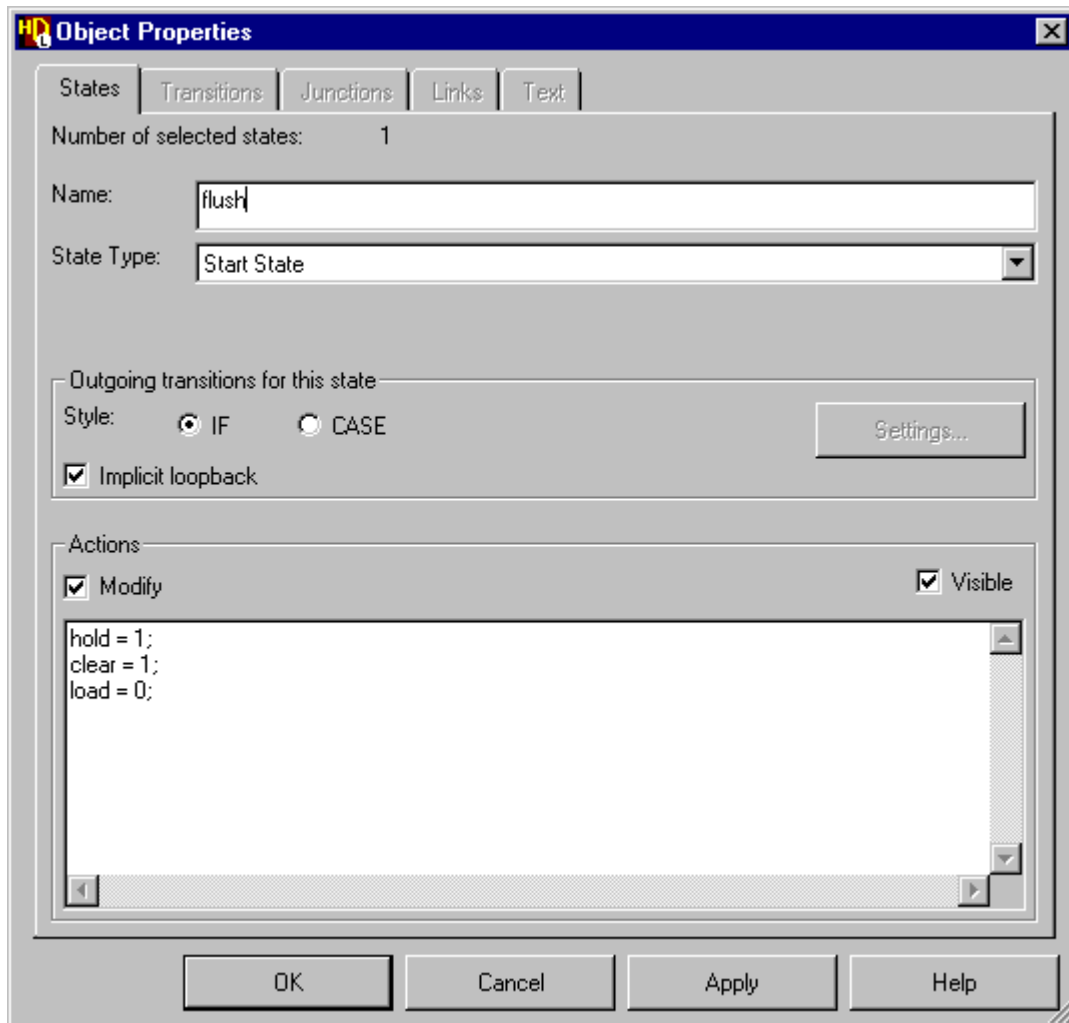 HDL Object Properties
States Transitions Junctions Links Text
Number of selected states: 1
Name: flush
State Type: Start State
Outgoing transitions for this state
Style: IF CASE Settings...
Implicit loopback
Actions
Modify Visible
hold = 1;
clear = 1;
load = 0;
OK Cancel Apply Help